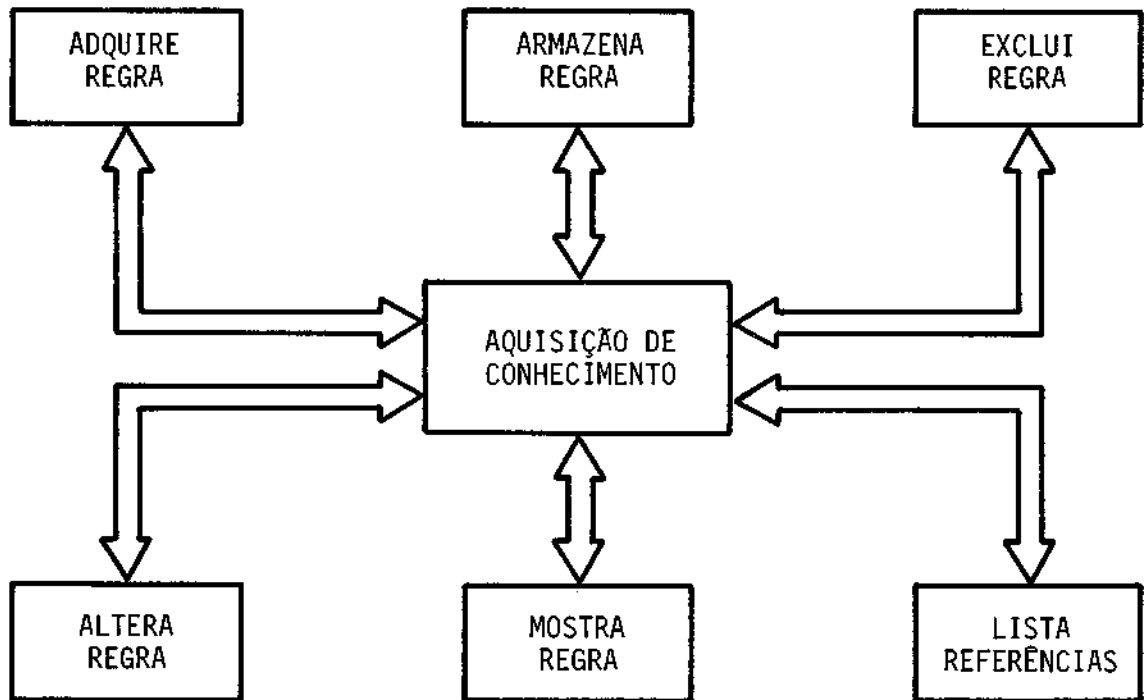 ADQUIRE
REGRA
ARMAZENA
REGRA
EXCLUI
REGRA
AQUISIÇÃO DE
CONHECIMENTO
ALTERA
REGRA
MOSTRA
REGRA
LISTA
REFERÊNCIAS